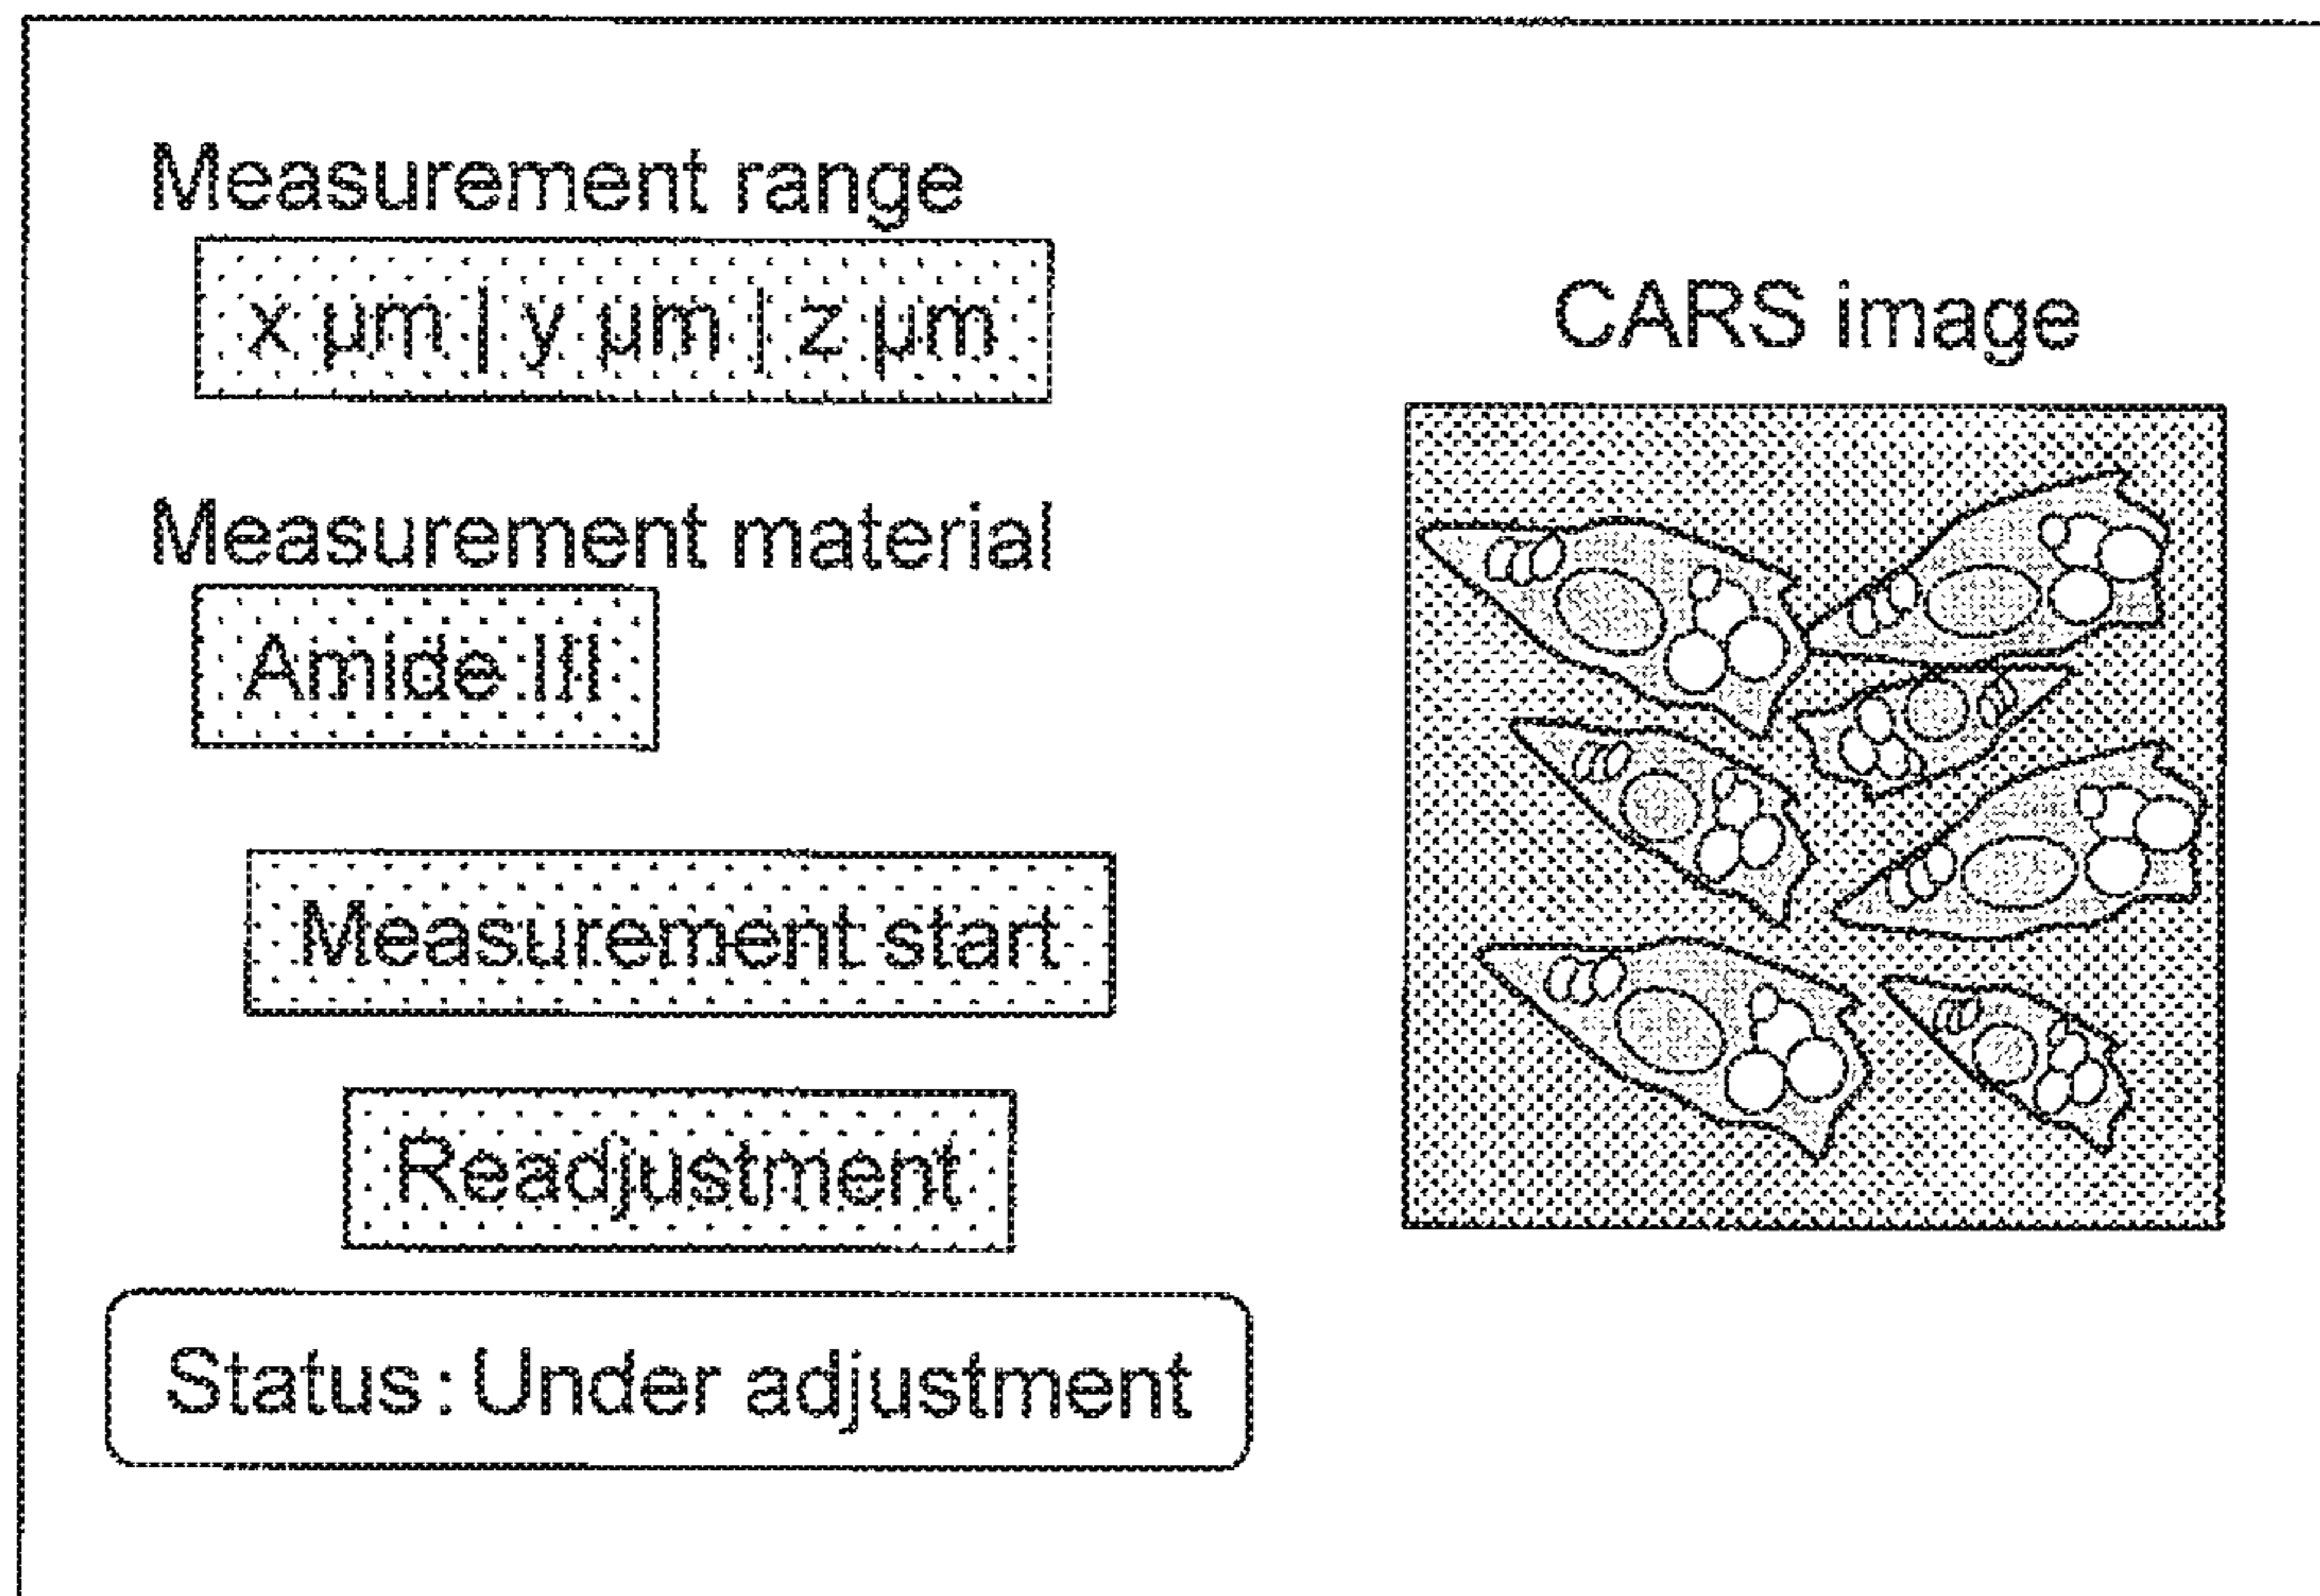 Measurement range
x μm | y μm | z μm
Measurement material
Amide III
Measurement start
Readjustment
Status: Under adjustment
CARS image